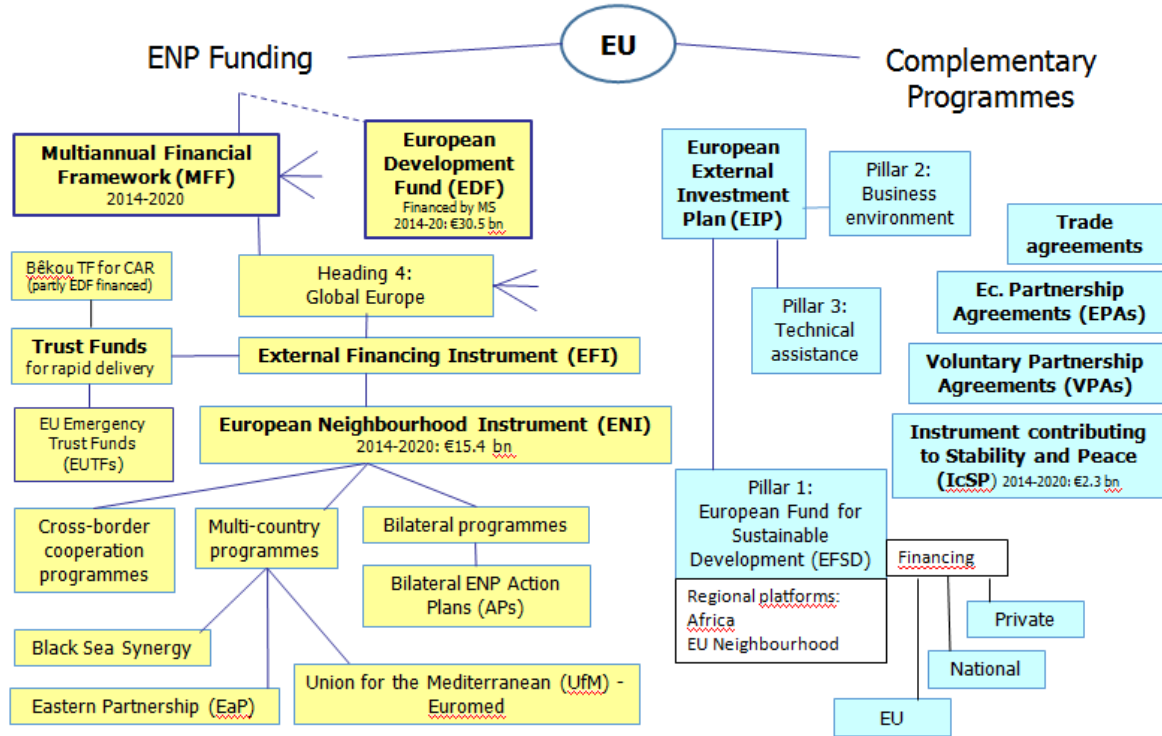 EU
ENP Funding
Complementary
Programmes
Multiannual Financial
Framework (MFF)
2014-2020
European
Development
Fund (EDF)
Financed by MS
2014-20: €30.5 bn
Heading 4:
Global Europe
Bêkou TF for CAR
(partly EDF financed)
Trust Funds
for rapid delivery
EU Emergency
Trust Funds
(EUTFs)
External Financing Instrument (EFI)
European Neighbourhood Instrument (ENI)
2014-2020: €15.4 bn
Cross-border
cooperation
programmes
Multi-country
programmes
Bilateral programmes
Bilateral ENP Action
Plans (APs)
Black Sea Synergy
Eastern Partnership (EaP)
Union for the Mediterranean (UfM) -
Euromed
European
External
Investment
Plan (EIP)
Pillar 2:
Business
environment
Pillar 3:
Technical
assistance
Trade
agreements
Ec. Partnership
Agreements (EPAs)
Voluntary Partnership
Agreements (VPAs)
Instrument contributing
to Stability and Peace
(IcSP) 2014-2020: €2.3 bn
Pillar 1:
European Fund for
Sustainable
Development (EFSD)
Regional platforms:
Africa
EU Neighbourhood
Financing
Private
National
EU